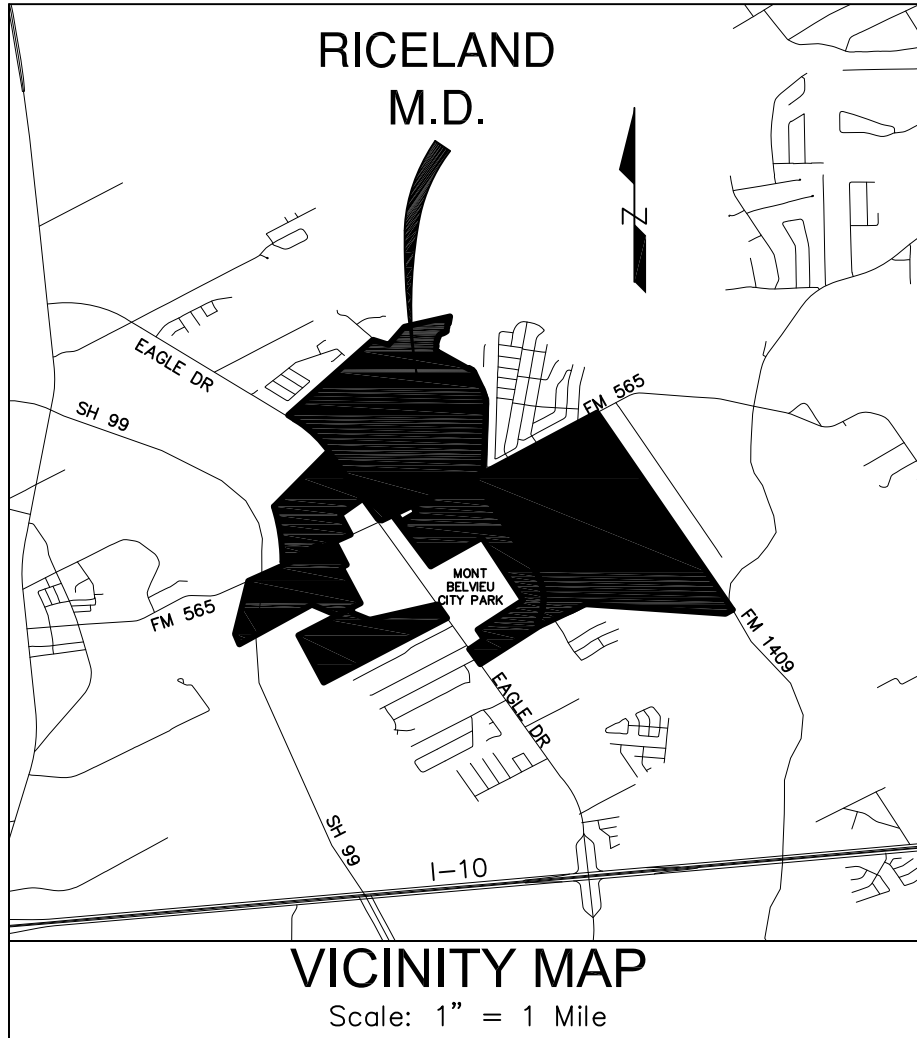 RICELAND
M.D.
N
EAGLE DR
SH 99
FM 565
FM 565
MONT
BELVIEU
CITY PARK
FM 1409
EAGLE DR
SH 99
I-10
VICINITY MAP
Scale: 1" = 1 Mile